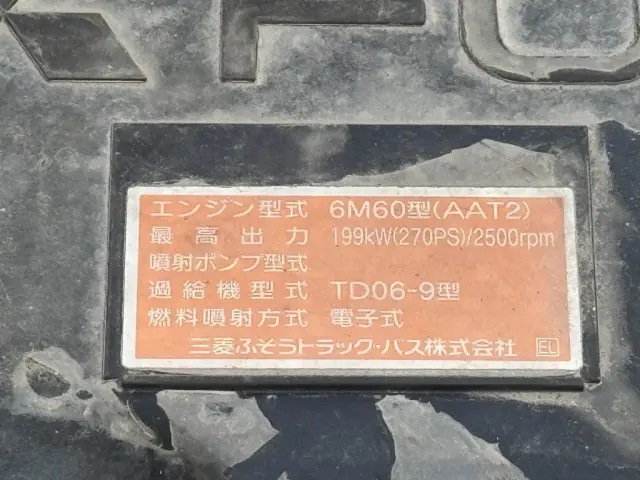 FU
エンジン型式 6M60型(AAT2)
最高出力 199kW(270PS)/2500rpm
噴射ポンプ型式
過給機型式 TD06-9型
燃料噴射方式 電子式
三菱ふそうトラック・バス株式会社 EL